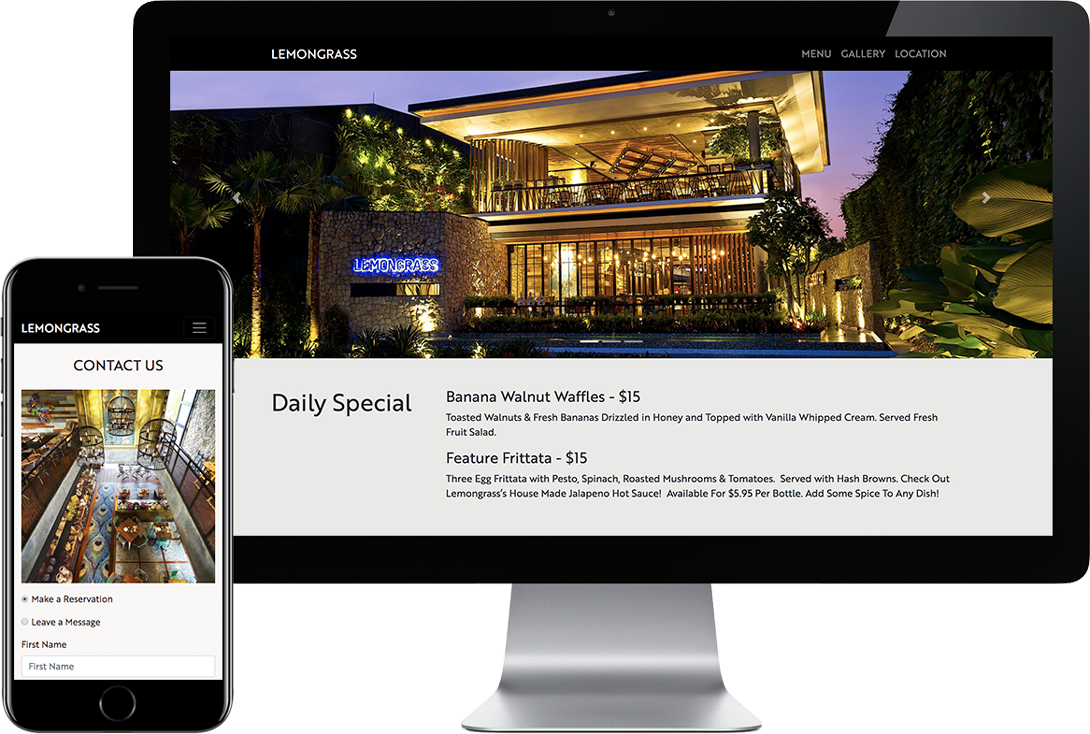 LEMONGRASS
MENU GALLERY LOCATION
LEMONGRASS
Daily Special
Banana Walnut Waffles - $15
Toasted Walnuts & Fresh Bananas Drizzled in Honey and Topped with Vanilla Whipped Cream. Served Fresh
Fruit Salad.
Feature Frittata - $15
Three Egg Frittata with Pesto, Spinach, Roasted Mushrooms & Tomatoes. Served with Hash Browns. Check Out
Lemongrass's House Made Jalapeno Hot Sauce! Available For $5.95 Per Bottle. Add Some Spice To Any Dish!
LEMONGRASS
CONTACT US
Make a Reservation
Leave a Message
First Name
First Name